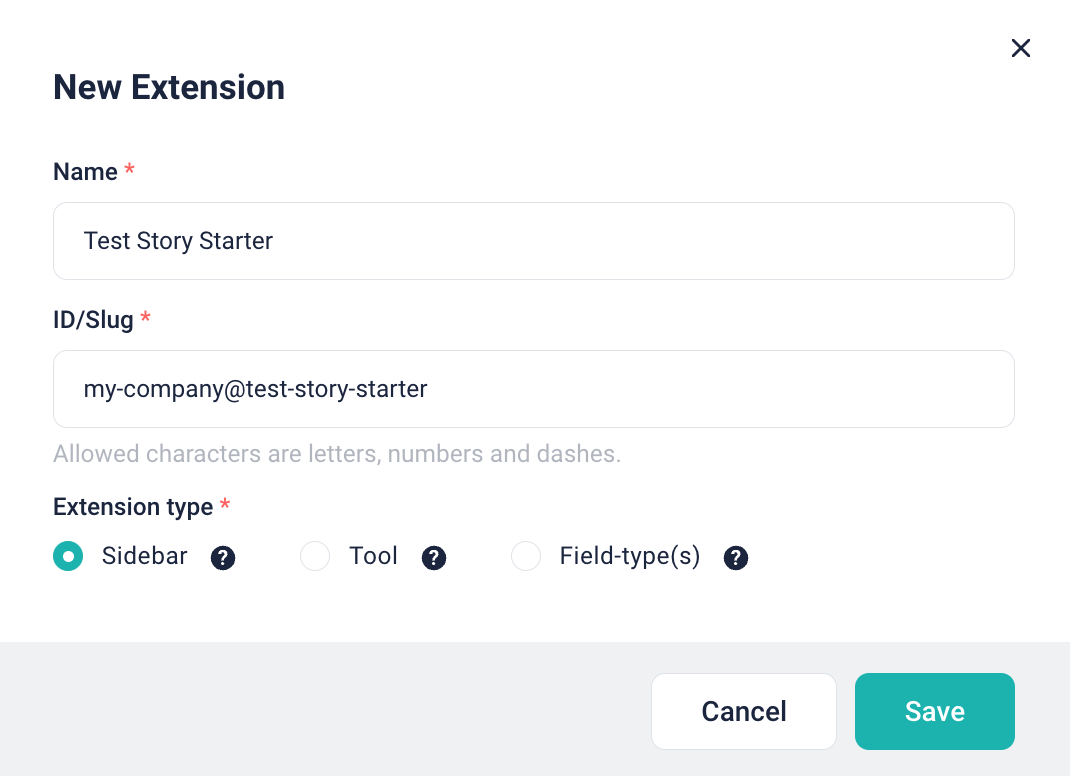 New Extension
Name *
Test Story Starter
ID/Slug *
my-company@test-story-starter
Allowed characters are letters, numbers and dashes.
Extension type *
Sidebar ? Tool ? Field-type(s) ?
Cancel Save